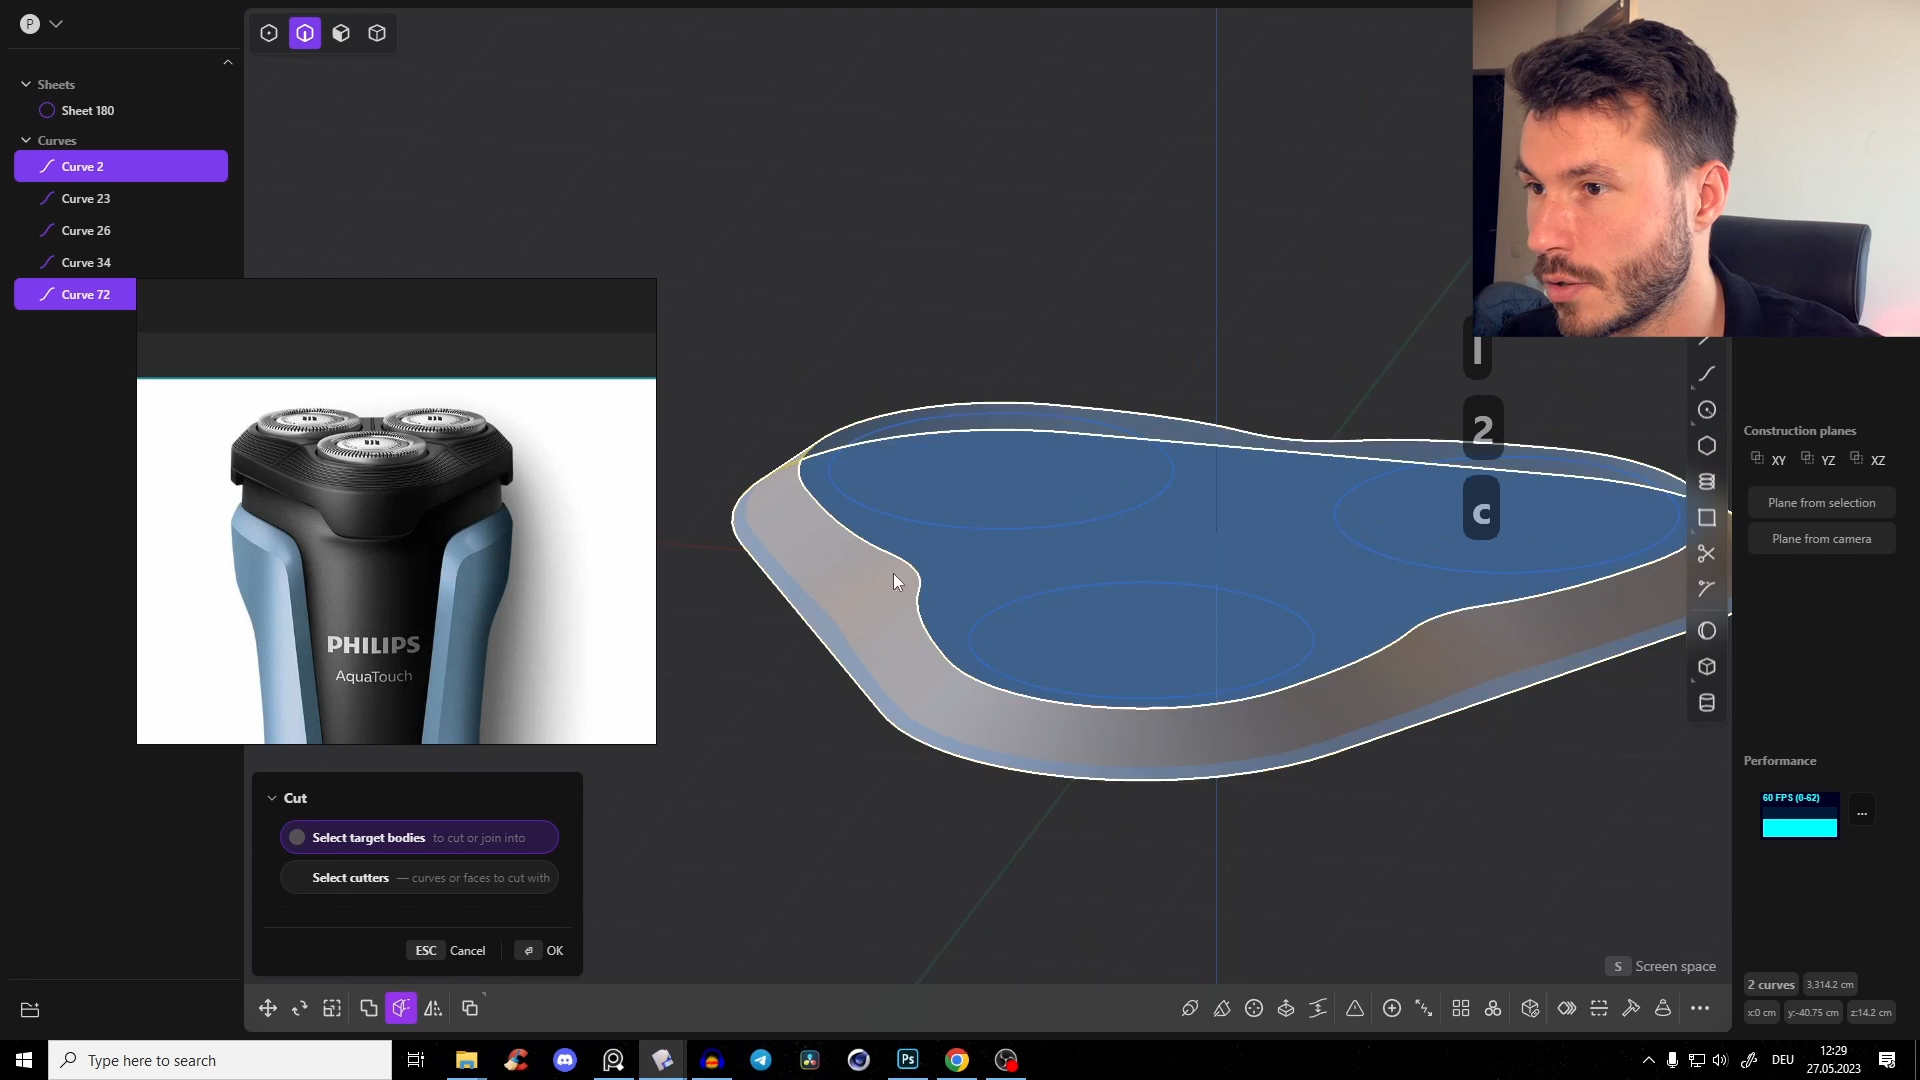 P
Sheets
Sheet 180
Curves
Curve 2
Curve 23
Curve 26
Curve 34
Curve 72
PHILIPS
AquaTouch
2
c
Construction planes
XY YZ XZ
Plane from selection
Plane from camera
Performance
60 FPS (0-62)
...
Cut
Select target bodies to cut or join into
Select cutters — curves or faces to cut with
ESC Cancel OK
S Screen space
2 curves 3,314.2 cm
x:0 cm y:-40.75 cm z:14.2 cm
Type here to search
Ps
DEU
12:29
27.05.2023